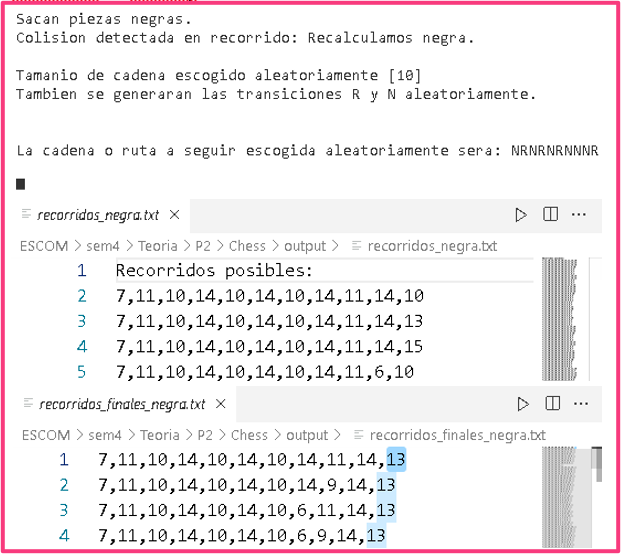 Sacan piezas negras.
Colision detectada en recorrido: Recalculamos negra.
Tamanio de cadena escogido aleatoriamente [10]
Tambien se generaran las transiciones R y N aleatoriamente.
La cadena o ruta a seguir escogida aleatoriamente sera: NRNRNRNNNR
recorridos_negra.txt ×
ESCOM > sem4 > Teoria > P2 > Chess > output > recorridos_negra.txt
1 Recorridos posibles:
2 7,11,10,14,10,14,10,14,11,14,10
3 7,11,10,14,10,14,10,14,11,14,13
4 7,11,10,14,10,14,10,14,11,14,15
5 7,11,10,14,10,14,10,14,11,6,10
recorridos_finales_negra.txt ×
ESCOM > sem4 > Teoria > P2 > Chess > output > recorridos_finales_negra.txt
1 7,11,10,14,10,14,10,14,11,14,13
2 7,11,10,14,10,14,10,14,9,14,13
3 7,11,10,14,10,14,10,6,11,14,13
4 7,11,10,14,10,14,10,6,9,14,13